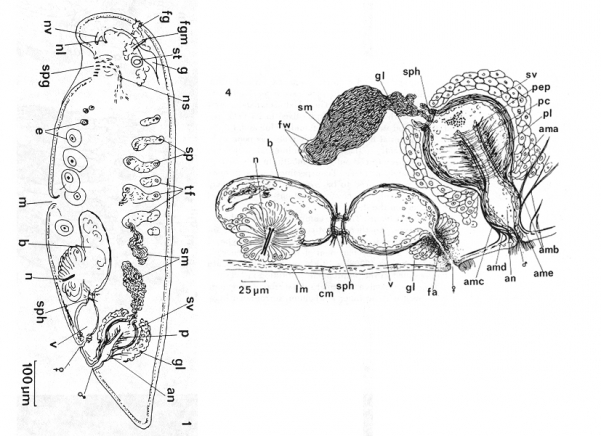 fg
fgm
st
g
nv
nl
spg
ns
e
sp
tf
m
b
n
sm
sph
sv
v
p
gl
an
♀
♂
100 µm
1
4
gl
sph
sv
pep
pc
pl
ama
sm
fw
b
n
lm
cm
sph
v
gl
fa
♀
amc
amd
an
♂
ame
amb
25 µm